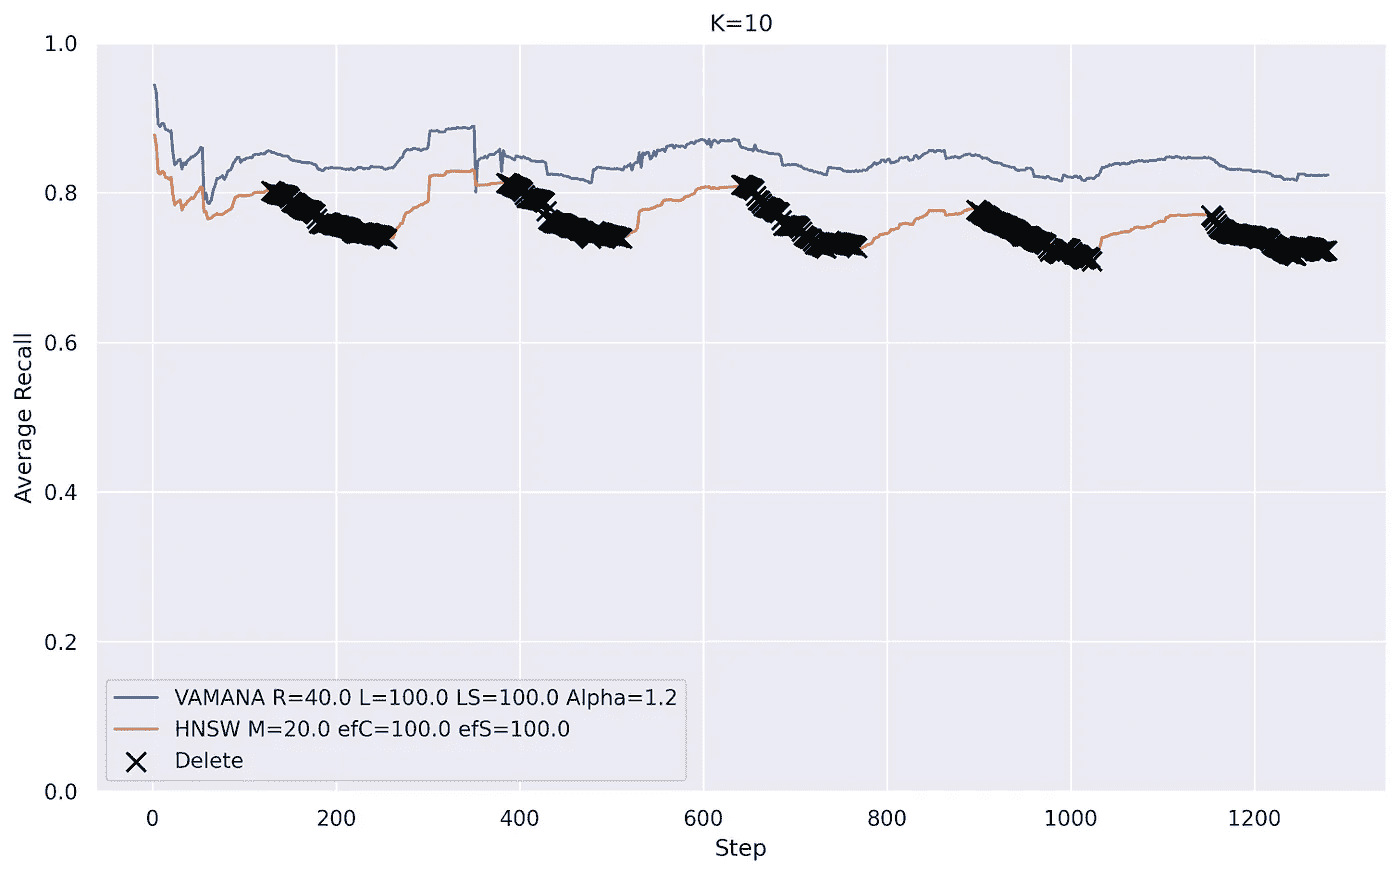 K=10
1.0
0.8
0.6
0.4
0.2
0.0
Average Recall
VAMANA R=40.0 L=100.0 LS=100.0 Alpha=1.2
HNSW M=20.0 efC=100.0 efS=100.0
Delete
0 200 400 600 800 1000 1200
Step